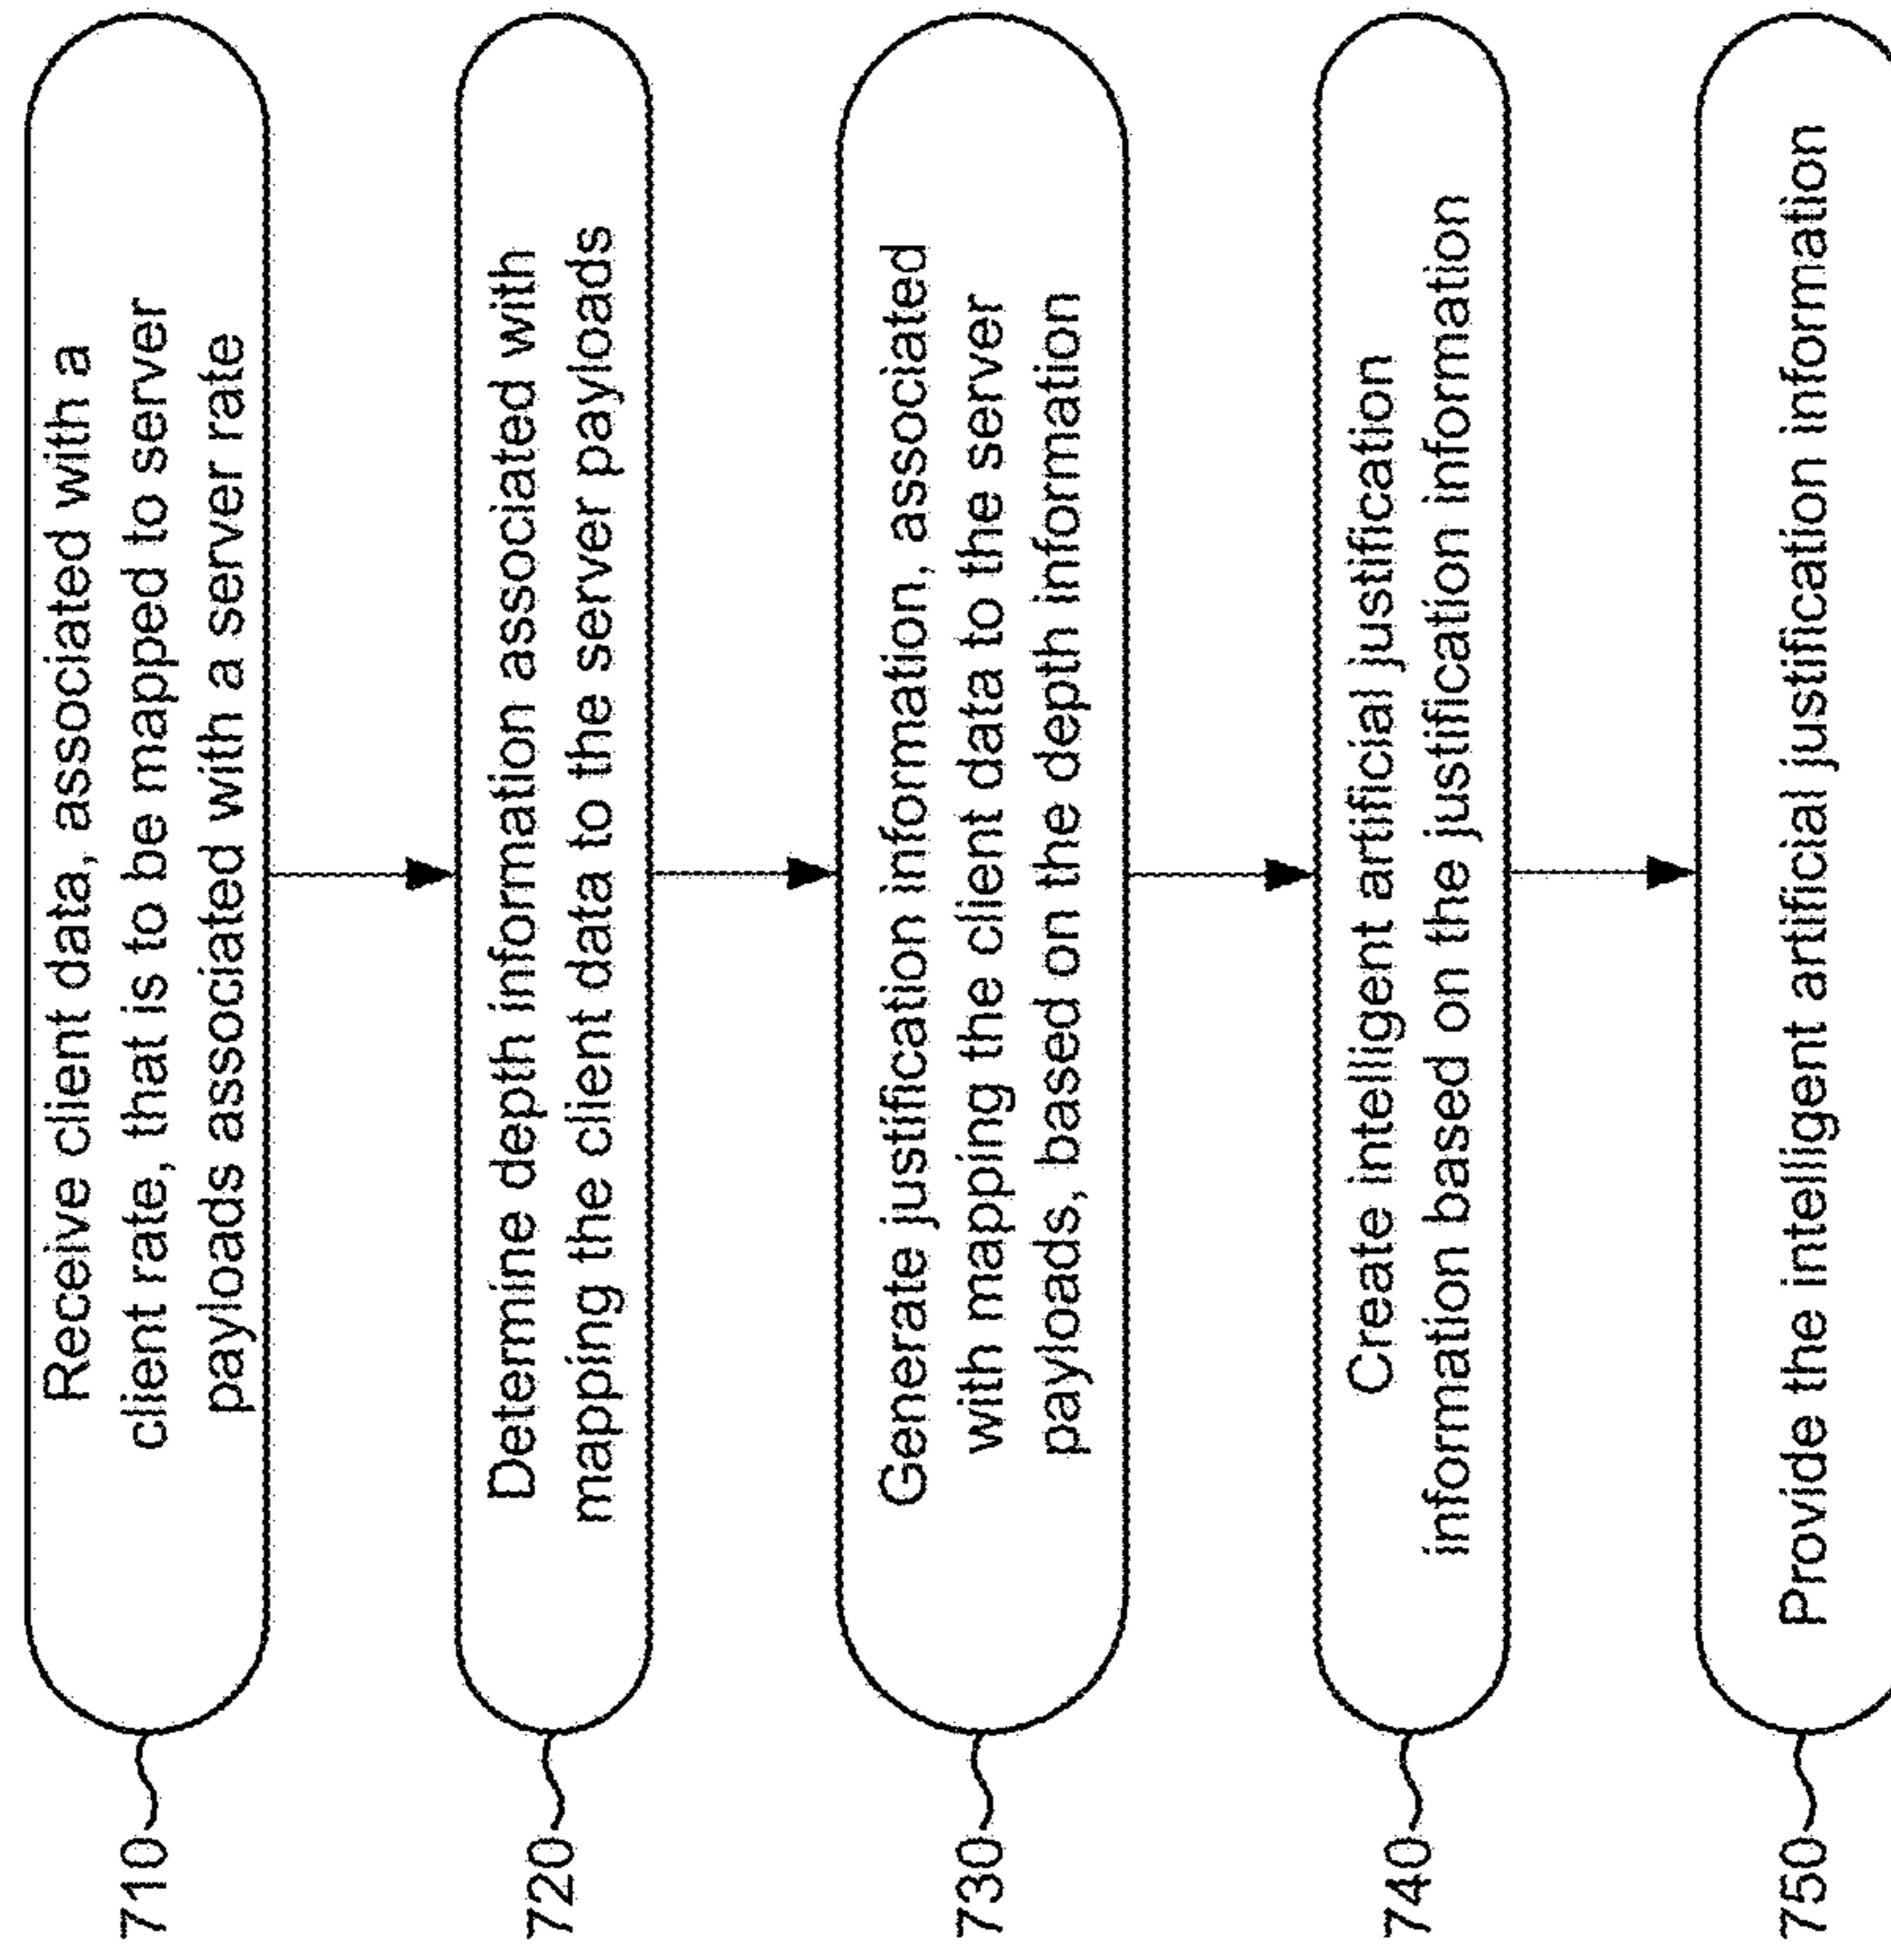 710
Receive client data, associated with a
client rate, that is to be mapped to server
payloads associated with a server rate
720
Determine depth information associated with
mapping the client data to the server payloads
730
Generate justification information, associated
with mapping the client data to the server
payloads, based on the depth information
740
Create intelligent artificial justification
information based on the justification information
750
Provide the intelligent artificial justification information